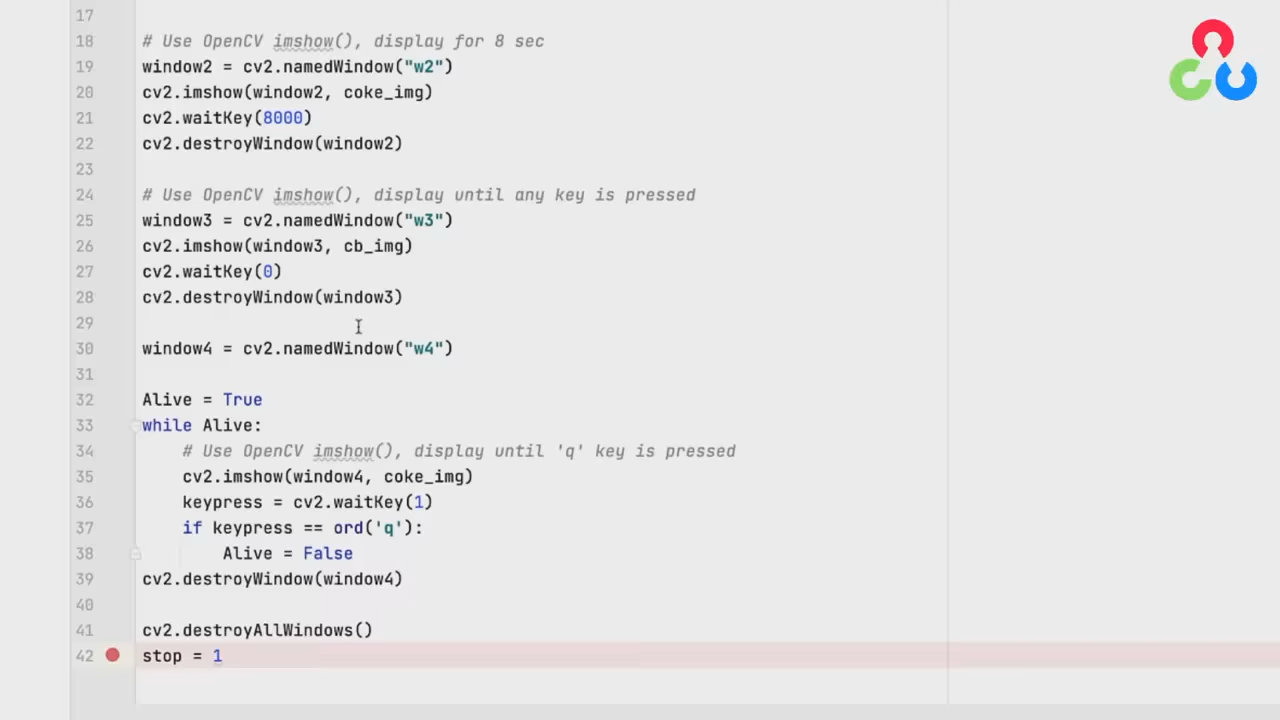 17
18 # Use OpenCV imshow(), display for 8 sec
19 window2 = cv2.namedWindow("w2")
20 cv2.imshow(window2, coke_img)
21 cv2.waitKey(8000)
22 cv2.destroyWindow(window2)
23
24 # Use OpenCV imshow(), display until any key is pressed
25 window3 = cv2.namedWindow("w3")
26 cv2.imshow(window3, cb_img)
27 cv2.waitKey(0)
28 cv2.destroyWindow(window3)
29
30 window4 = cv2.namedWindow("w4")
31
32 Alive = True
33 while Alive:
34     # Use OpenCV imshow(), display until 'q' key is pressed
35     cv2.imshow(window4, coke_img)
36     keypress = cv2.waitKey(1)
37     if keypress == ord('q'):
38         Alive = False
39 cv2.destroyWindow(window4)
40
41 cv2.destroyAllWindows()
42 stop = 1